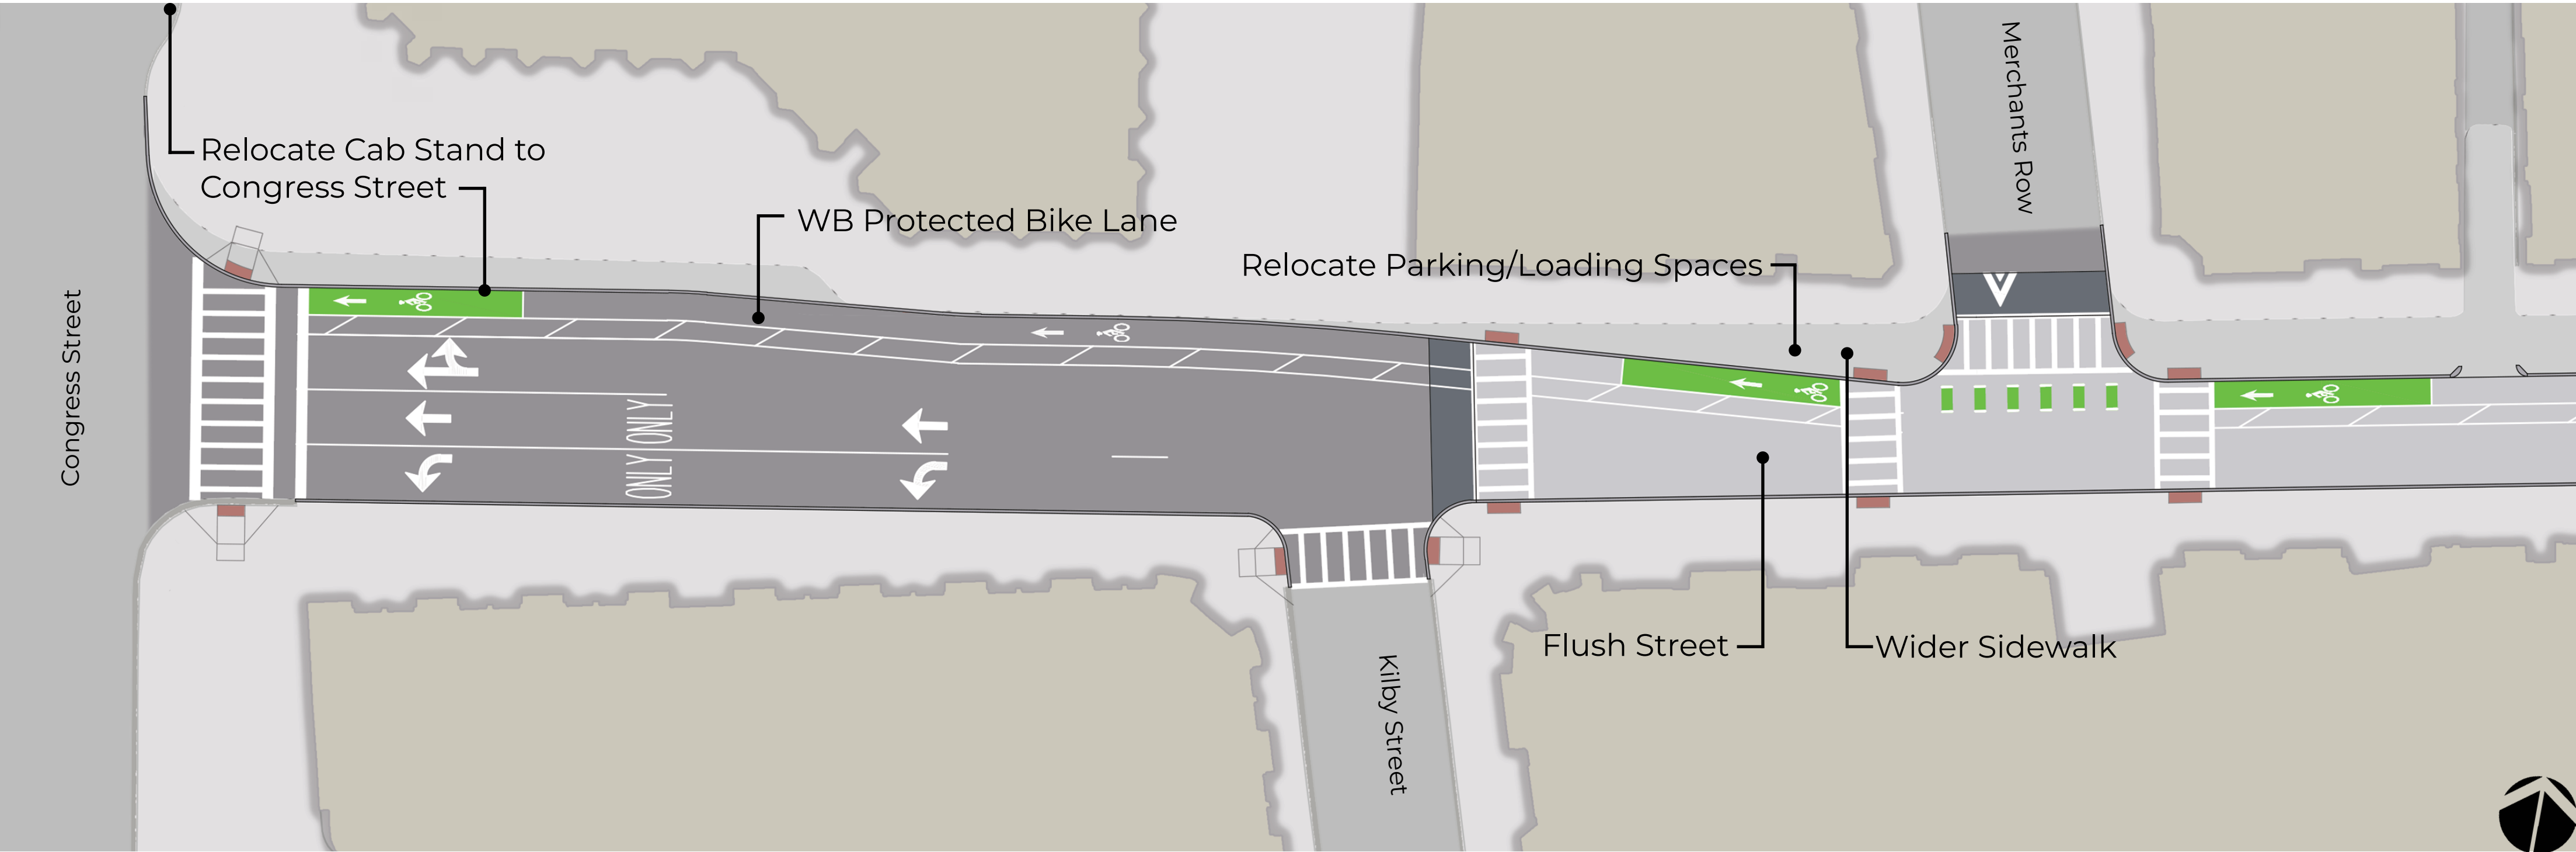 Merchants Row
Relocate Cab Stand to
Congress Street
WB Protected Bike Lane
Relocate Parking/Loading Spaces
Congress Street
ONLY
ONLY
Flush Street
Wider Sidewalk
Kilby Street